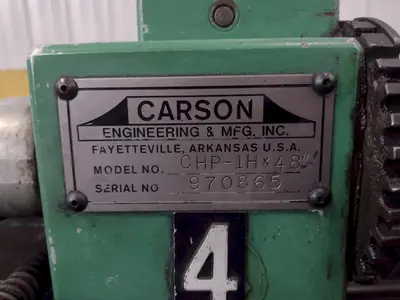 CARSON
ENGINEERING & MFG. INC.
FAYETTEVILLE, ARKANSAS U.S.A.
MODEL NO. CHP-1H×48"
SERIAL NO 970865
4